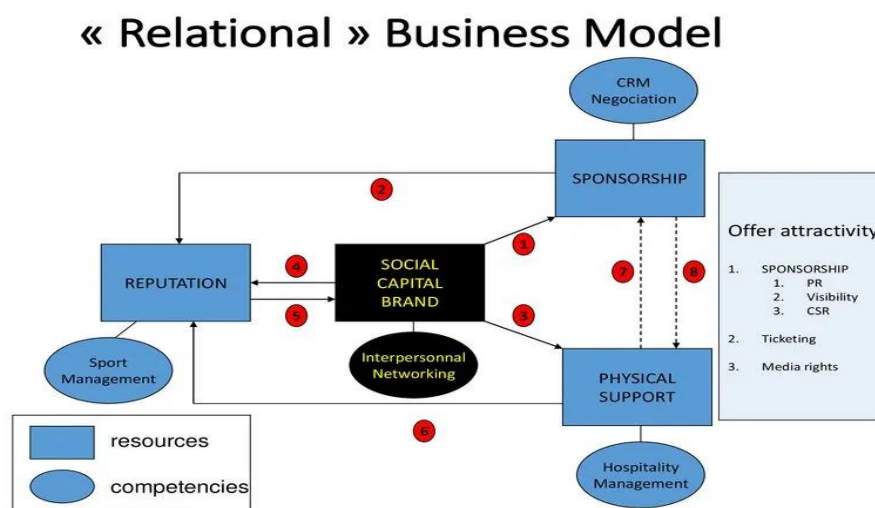 « Relational » Business Model
CRM
Negociation
SPONSORSHIP
2
Offer attractivity
1
1. SPONSORSHIP
1. PR
2. Visibility
3. CSR
2. Ticketing
3. Media rights
4
REPUTATION
SOCIAL
CAPITAL
BRAND
7
8
5
3
Sport
Management
Interpersonnal
Networking
PHYSICAL
SUPPORT
6
resources
competencies
Hospitality
Management